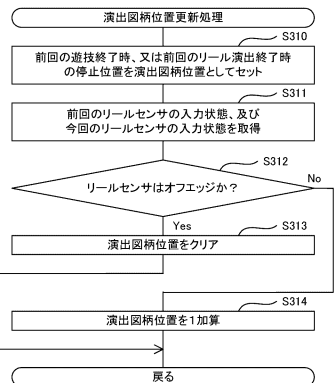 演出図柄位置更新処理
S310
前回の遊技終了時、又は前回のリール演出終了時
の停止位置を演出図柄位置としてセット
S311
前回のリールセンサの入力状態、及び
今回のリールセンサの入力状態を取得
S312
リールセンサはオフエッジか？
No
Yes
S313
演出図柄位置をクリア
S314
演出図柄位置を1加算
戻る